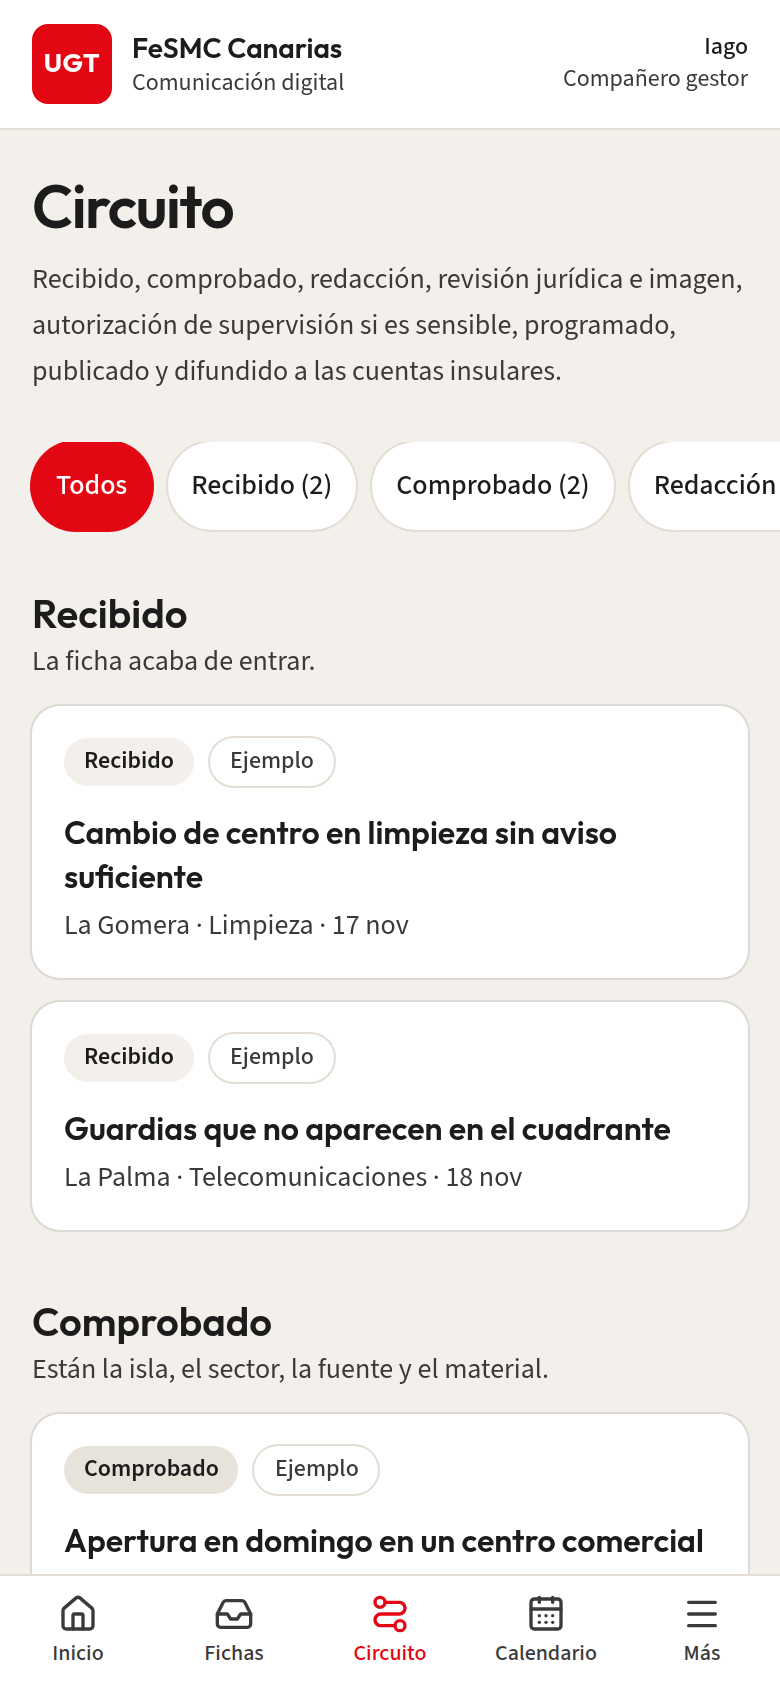 UGT
FeSMC Canarias
Comunicación digital
Iago
Compañero gestor
Circuito
Recibido, comprobado, redacción, revisión jurídica e imagen,
autorización de supervisión si es sensible, programado,
publicado y difundido a las cuentas insulares.
Todos
Recibido (2)
Comprobado (2)
Redacción
Recibido
La ficha acaba de entrar.
Recibido
Ejemplo
Cambio de centro en limpieza sin aviso
suficiente
La Gomera · Limpieza · 17 nov
Recibido
Ejemplo
Guardias que no aparecen en el cuadrante
La Palma · Telecomunicaciones · 18 nov
Comprobado
Están la isla, el sector, la fuente y el material.
Comprobado
Ejemplo
Apertura en domingo en un centro comercial
Inicio
Fichas
Circuito
Calendario
Más